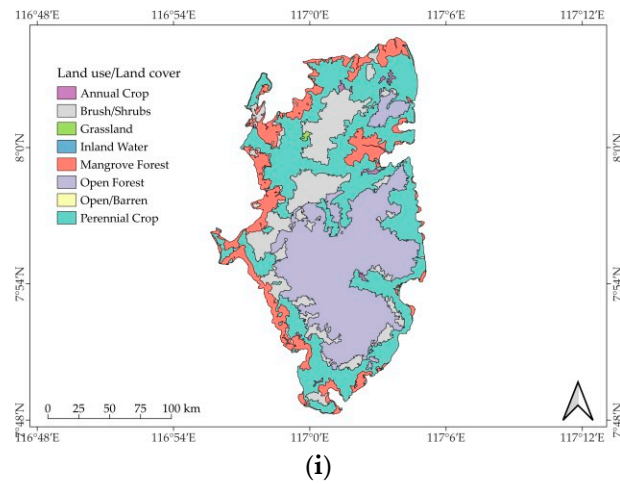 116°48'E 116°54'E 117°0'E 117°6'E 117°12'E
Land use/Land cover
Annual Crop
Brush/Shrubs
Grassland
Inland Water
Mangrove Forest
Open Forest
Open/Barren
Perennial Crop
8°0'N 8°0'N
7°54'N 7°54'N
0 25 50 75 100 km
7°48'N 7°48'N
116°48'E 116°54'E 117°0'E 117°6'E 117°12'E
(i)